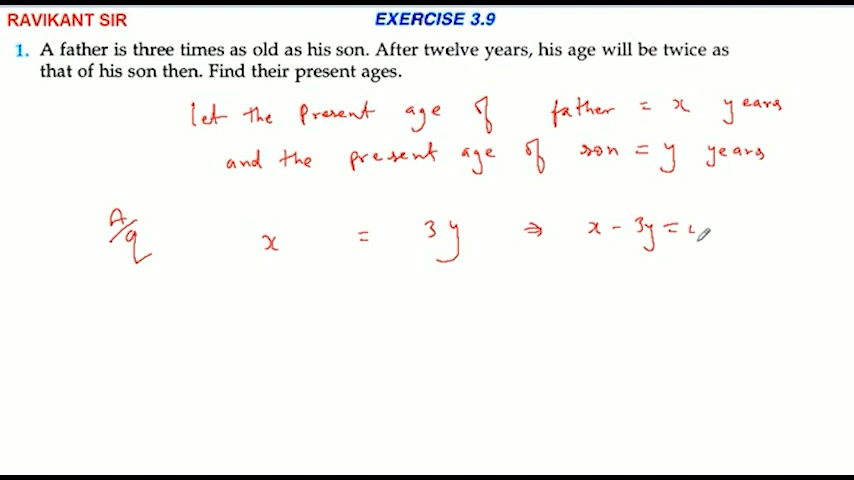 RAVIKANT SIR
EXERCISE 3.9
1. A father is three times as old as his son. After twelve years, his age will be twice as
that of his son then. Find their present ages.
let the Present age of father = x years
and the present age of son = y years
A/q x = 3y ⇒ x - 3y =